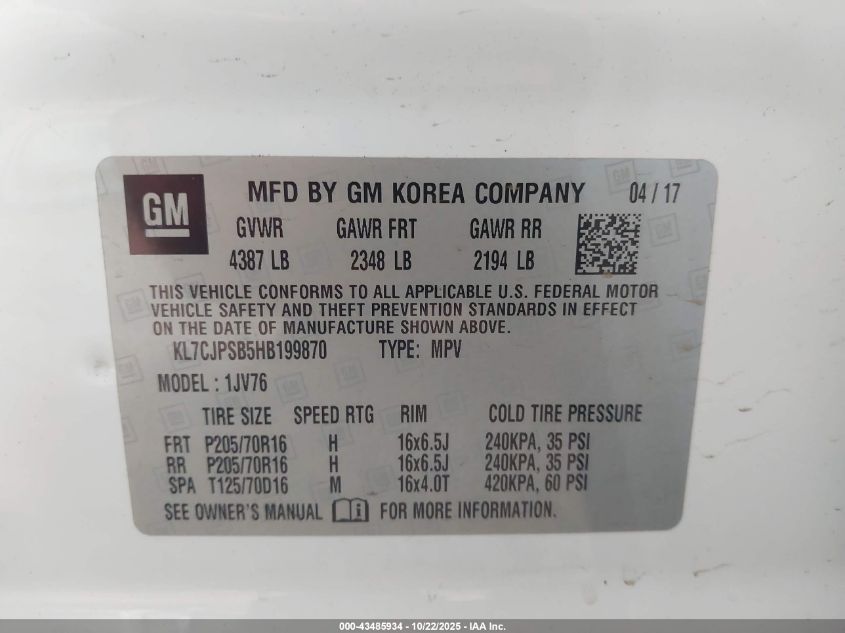 GM MFD BY GM KOREA COMPANY 04 / 17
GVWR GAWR FRT GAWR RR
4387 LB 2348 LB 2194 LB
THIS VEHICLE CONFORMS TO ALL APPLICABLE U.S. FEDERAL MOTOR
VEHICLE SAFETY AND THEFT PREVENTION STANDARDS IN EFFECT
ON THE DATE OF MANUFACTURE SHOWN ABOVE.
KL7CJPSB5HB199870 TYPE: MPV
MODEL : 1JV76
TIRE SIZE SPEED RTG RIM COLD TIRE PRESSURE
FRT P205/70R16 H 16x6.5J 240KPA, 35 PSI
RR P205/70R16 H 16x6.5J 240KPA, 35 PSI
SPA T125/70D16 M 16x4.0T 420KPA, 60 PSI
SEE OWNER'S MANUAL i FOR MORE INFORMATION.
000-43485934 - 10/22/2025 - IAA Inc.